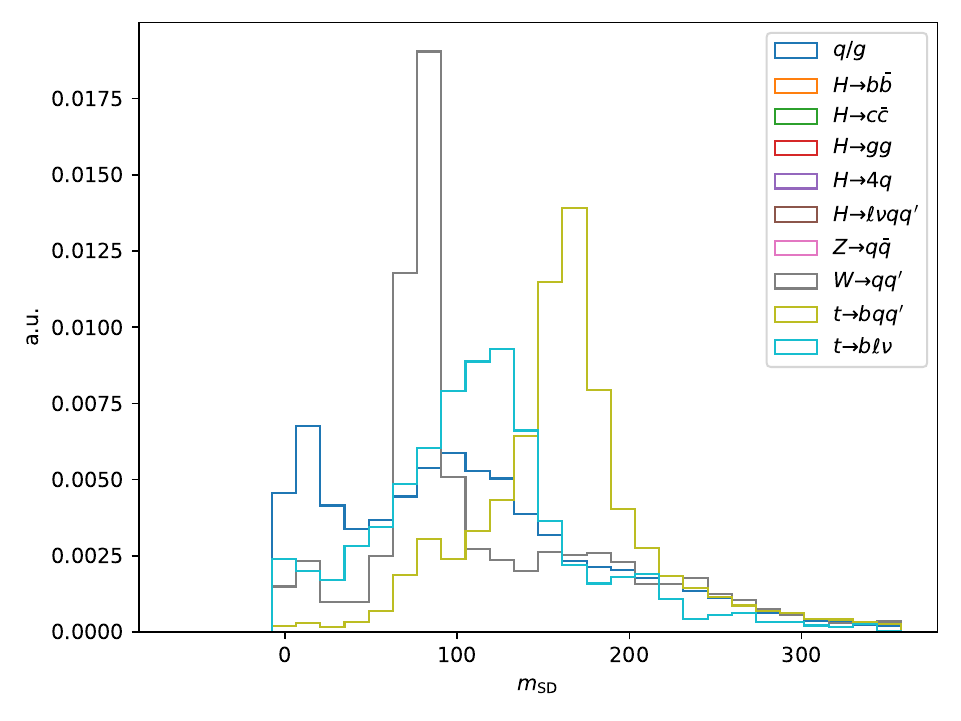 q/g
H→bb̄
H→cc̄
H→gg
H→4q
H→ℓνqq′
Z→qq̄
W→qq′
t→bqq′
t→bℓν
0.0175
0.0150
0.0125
0.0100
0.0075
0.0050
0.0025
0.0000
a.u.
0 100 200 300
m_SD